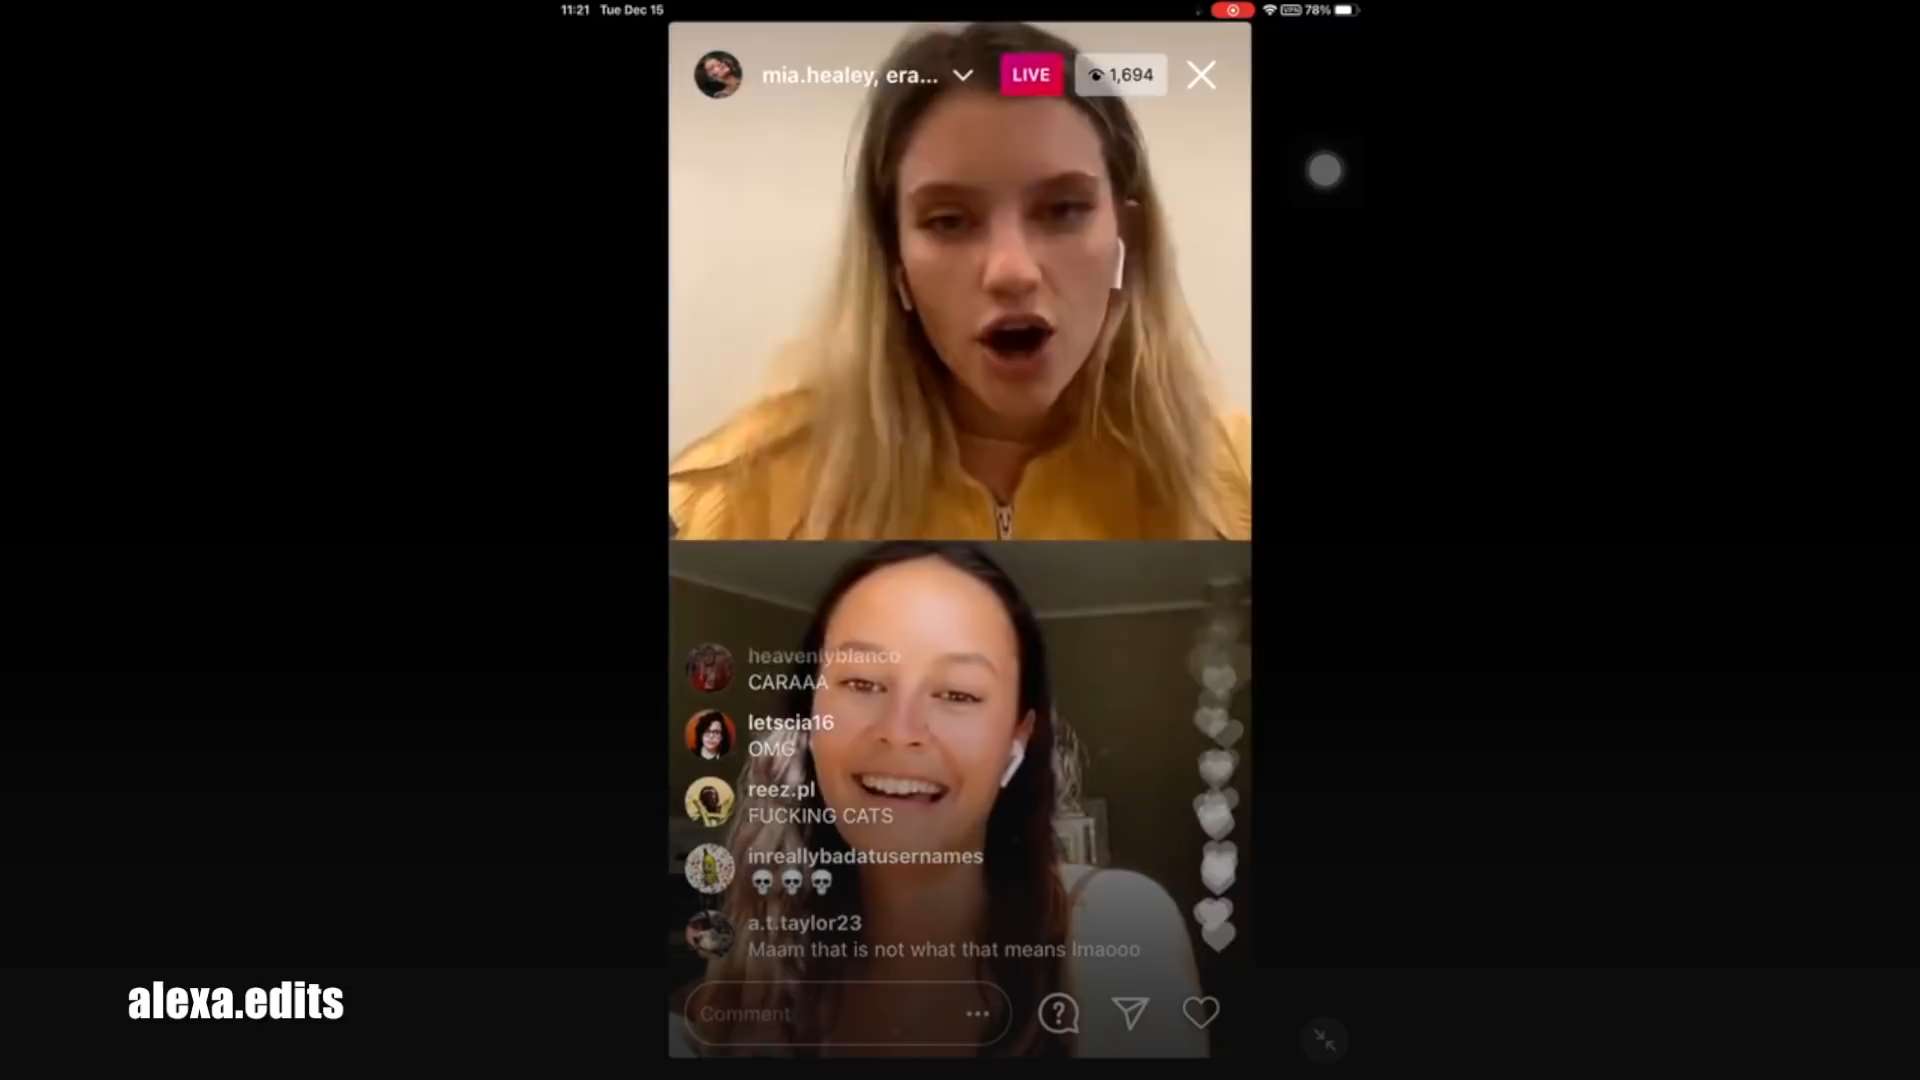 11:21 Tue Dec 15
VPN 78%
mia.healey, era...
LIVE
1,694
heavenlyblanco
CARAAA
letscia16
OMG
reez.pl
FUCKING CATS
inreallybadatusernames
💀💀💀
a.t.taylor23
Maam that is not what that means lmaooo
Comment
alexa.edits